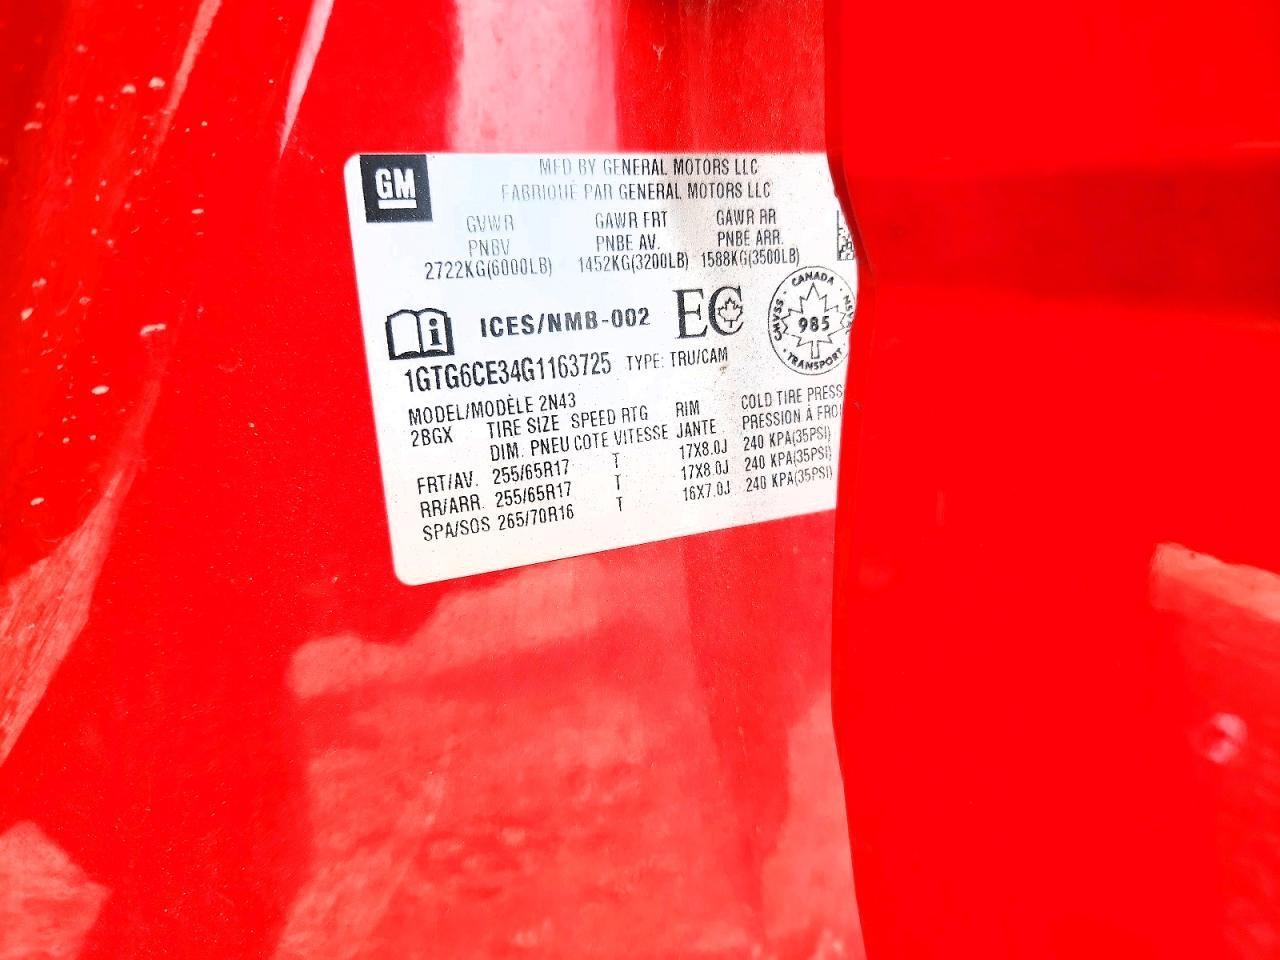 GM
MFD BY GENERAL MOTORS LLC
FABRIQUÉ PAR GENERAL MOTORS LLC
GVWR GAWR FRT GAWR RR
PNBV PNBE AV. PNBE ARR.
2722KG(6000LB) 1452KG(3200LB) 1588KG(3500LB)
ICES/NMB-002 EC
CANADA
985
TRANSPORT
1GTG6CE34G1163725 TYPE: TRU/CAM
MODEL/MODÈLE 2N43
2BGX TIRE SIZE SPEED RTG RIM COLD TIRE PRESS
DIM. PNEU COTE VITESSE JANTE PRESSION À FROI
FRT/AV. 255/65R17 T 17X8.0J 240 KPA(35PSI)
RR/ARR. 255/65R17 T 17X8.0J 240 KPA(35PSI)
SPA/SOS 265/70R16 T 16X7.0J 240 KPA(35PSI)